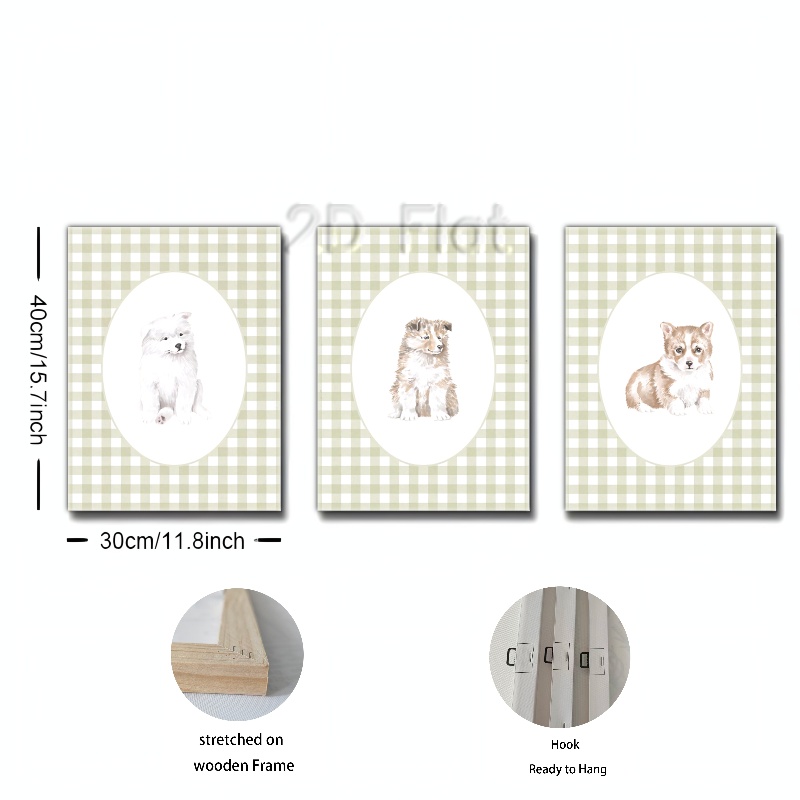 2D Flat
40cm/15.7inch
30cm/11.8inch
stretched on
wooden Frame
Hook
Ready to Hang